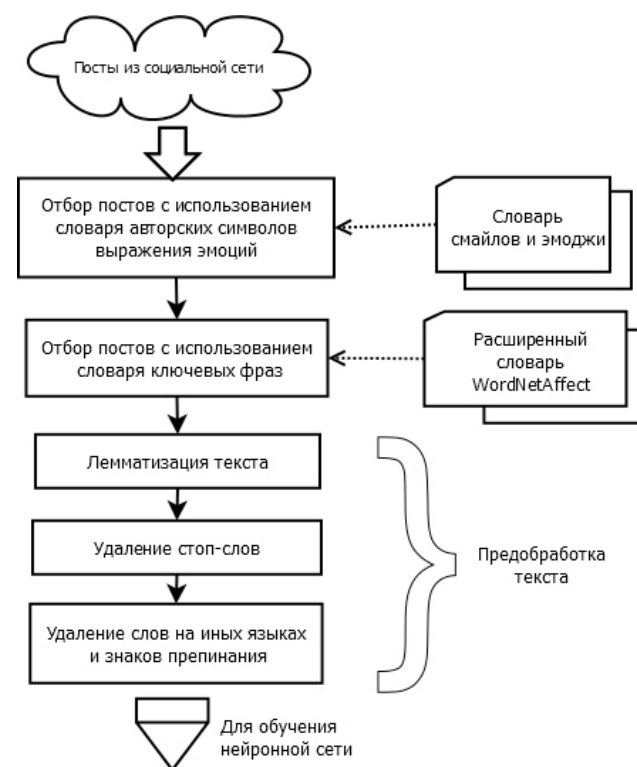 Посты из социальной сети
Отбор постов с использованием
словаря авторских символов
выражения эмоций
Словарь
смайлов и эмоджи
Отбор постов с использованием
словаря ключевых фраз
Расширенный
словарь
WordNetAffect
Лемматизация текста
Удаление стоп-слов
Предобработка
текста
Удаление слов на иных языках
и знаков препинания
Для обучения
нейронной сети